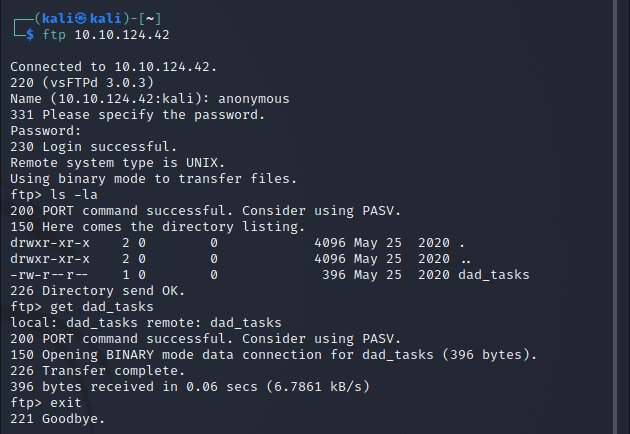 ┌──(kali㉿kali)-[~]
└─$ ftp 10.10.124.42
Connected to 10.10.124.42.
220 (vsFTPd 3.0.3)
Name (10.10.124.42:kali): anonymous
331 Please specify the password.
Password:
230 Login successful.
Remote system type is UNIX.
Using binary mode to transfer files.
ftp> ls -la
200 PORT command successful. Consider using PASV.
150 Here comes the directory listing.
drwxr-xr-x    2 0        0            4096 May 25  2020 .
drwxr-xr-x    2 0        0            4096 May 25  2020 ..
-rw-r--r--    1 0        0             396 May 25  2020 dad_tasks
226 Directory send OK.
ftp> get dad_tasks
local: dad_tasks remote: dad_tasks
200 PORT command successful. Consider using PASV.
150 Opening BINARY mode data connection for dad_tasks (396 bytes).
226 Transfer complete.
396 bytes received in 0.06 secs (6.7861 kB/s)
ftp> exit
221 Goodbye.